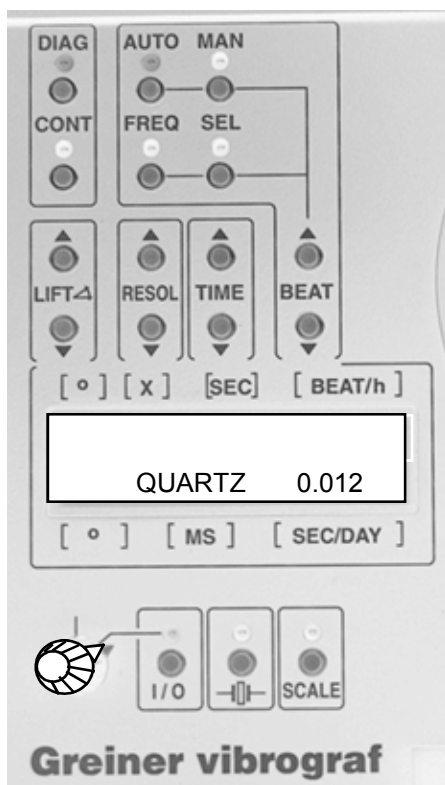 DIAG AUTO MAN
CONT FREQ SEL
LIFT RESOL TIME BEAT
[ ° ] [ X ] [SEC] [ BEAT/h ]
QUARTZ 0.012
[ ° ] [ MS ] [ SEC/DAY ]
I/O SCALE
Greiner vibrograf